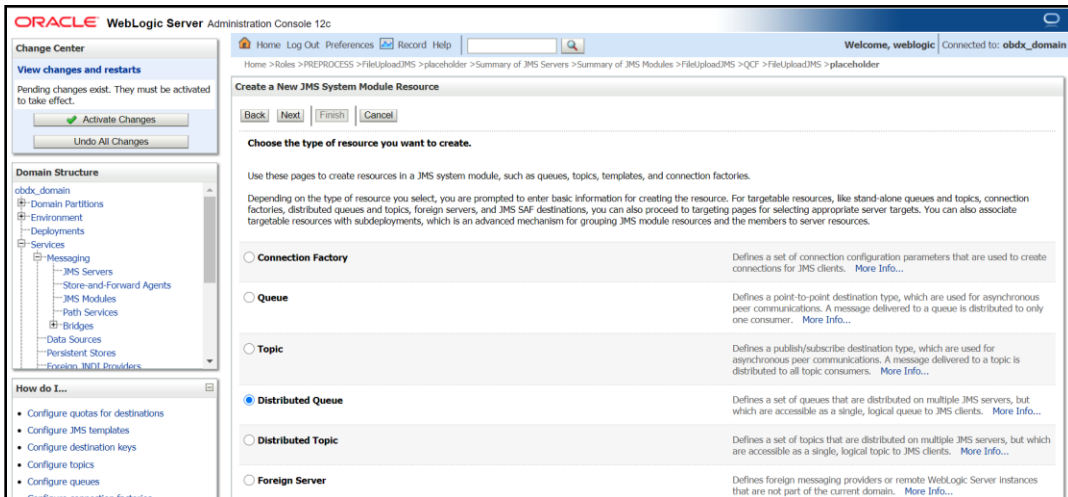 ORACLE WebLogic Server Administration Console 12c
Change Center
View changes and restarts
Pending changes exist. They must be activated
to take effect.
Activate Changes
Undo All Changes
Domain Structure
obdx_domain
Domain Partitions
Environment
Deployments
Services
Messaging
JMS Servers
Store-and-Forward Agents
JMS Modules
Path Services
Bridges
Data Sources
Persistent Stores
Foreign JNDI Providers
How do I...
Configure quotas for destinations
Configure JMS templates
Configure destination keys
Configure topics
Configure queues
Configure connection factories
Home Log Out Preferences Record Help
Welcome, weblogic Connected to: obdx_domain
Home >Roles >PREPROCESS >FileUploadJMS >placeholder >Summary of JMS Servers >Summary of JMS Modules >FileUploadJMS >QCF >FileUploadJMS >placeholder
Create a New JMS System Module Resource
Back Next Finish Cancel
Choose the type of resource you want to create.
Use these pages to create resources in a JMS system module, such as queues, topics, templates, and connection factories.
Depending on the type of resource you select, you are prompted to enter basic information for creating the resource. For targetable resources, like stand-alone queues and topics, connection
factories, distributed queues and topics, foreign servers, and JMS SAF destinations, you can also proceed to targeting pages for selecting appropriate server targets. You can also associate
targetable resources with subdeployments, which is an advanced mechanism for grouping JMS module resources and the members to server resources.
Connection Factory
Defines a set of connection configuration parameters that are used to create
connections for JMS clients. More Info...
Queue
Defines a point-to-point destination type, which are used for asynchronous
peer communications. A message delivered to a queue is distributed to only
one consumer. More Info...
Topic
Defines a publish/subscribe destination type, which are used for
asynchronous peer communications. A message delivered to a topic is
distributed to all topic consumers. More Info...
Distributed Queue
Defines a set of queues that are distributed on multiple JMS servers, but
which are accessible as a single, logical queue to JMS clients. More Info...
Distributed Topic
Defines a set of topics that are distributed on multiple JMS servers, but which
are accessible as a single, logical topic to JMS clients. More Info...
Foreign Server
Defines foreign messaging providers or remote WebLogic Server instances
that are not part of the current domain. More Info...